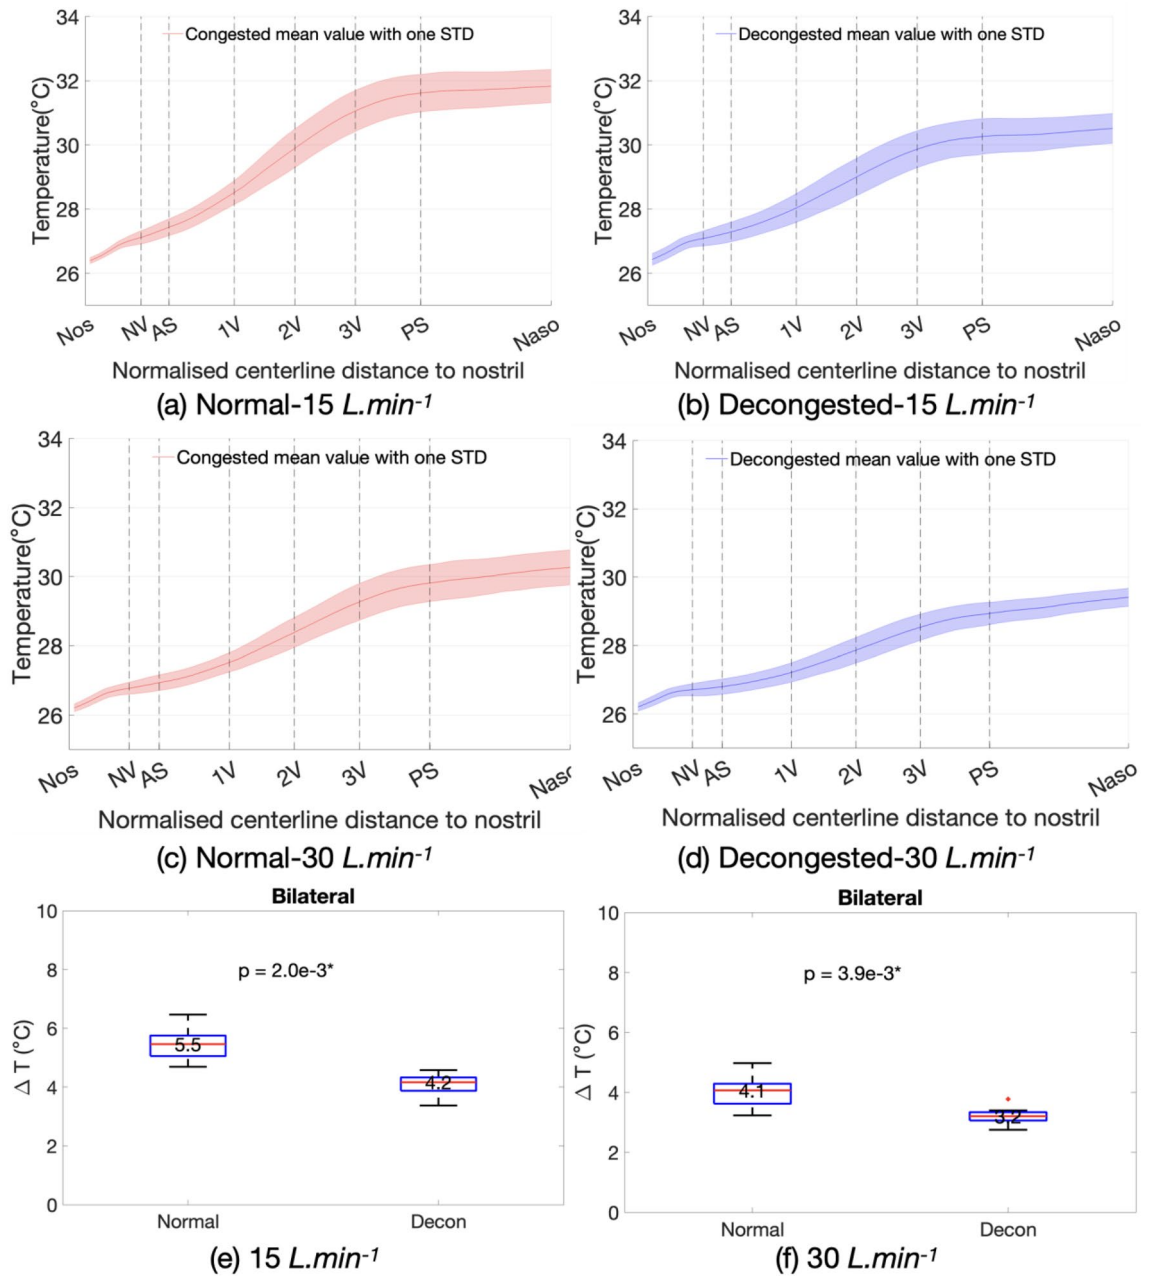 34
32
30
28
26
Temperature(°C)
Congested mean value with one STD
Nos NV AS 1V 2V 3V PS Naso
Normalised centerline distance to nostril
(a) Normal-15 L.min-1
34
32
30
28
26
Temperature(°C)
Decongested mean value with one STD
Nos NV AS 1V 2V 3V PS Naso
Normalised centerline distance to nostril
(b) Decongested-15 L.min-1
34
32
30
28
26
Temperature(°C)
Congested mean value with one STD
Nos NV AS 1V 2V 3V PS Nasc
Normalised centerline distance to nostril
(c) Normal-30 L.min-1
34
32
30
28
26
Temperature(°C)
Decongested mean value with one STD
Nos NV AS 1V 2V 3V PS Naso
Normalised centerline distance to nostril
(d) Decongested-30 L.min-1
Bilateral
10
8
6
4
2
0
Δ T (°C)
p = 2.0e-3*
5.5
4.2
Normal Decon
(e) 15 L.min-1
Bilateral
10
8
6
4
2
0
Δ T (°C)
p = 3.9e-3*
4.1
3.2
Normal Decon
(f) 30 L.min-1